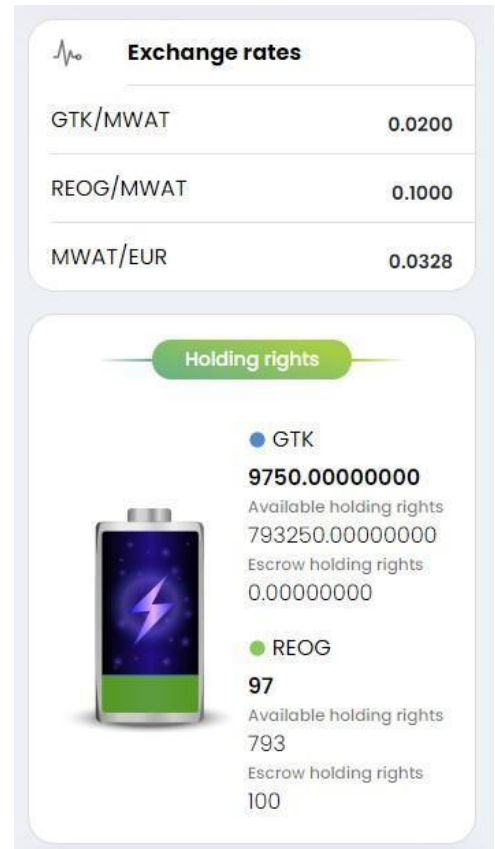 Exchange rates
GTK/MWAT 0.0200
REOG/MWAT 0.1000
MWAT/EUR 0.0328
Holding rights
GTK
9750.00000000
Available holding rights
793250.00000000
Escrow holding rights
0.00000000
REOG
97
Available holding rights
793
Escrow holding rights
100